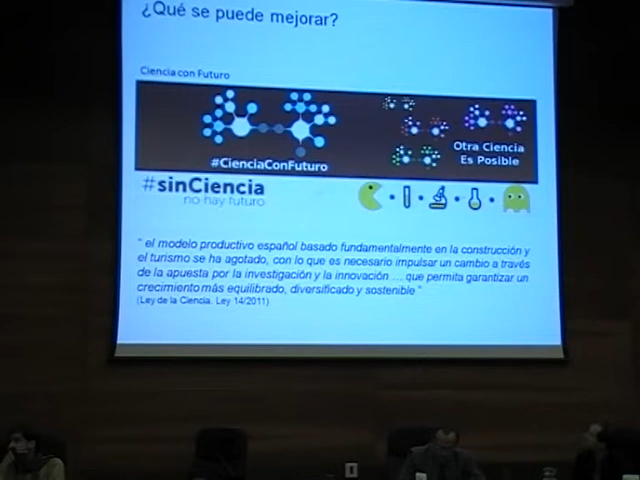 ¿Qué se puede mejorar?
Ciencia con Futuro
#CienciaConFuturo
Otra Ciencia
Es Posible
#sinCiencia
no hay futuro
" el modelo productivo español basado fundamentalmente en la construcción y
el turismo se ha agotado, con lo que es necesario impulsar un cambio a través
de la apuesta por la investigación y la innovación … que permita garantizar un
crecimiento más equilibrado, diversificado y sostenible "
(Ley de la Ciencia. Ley 14/2011)